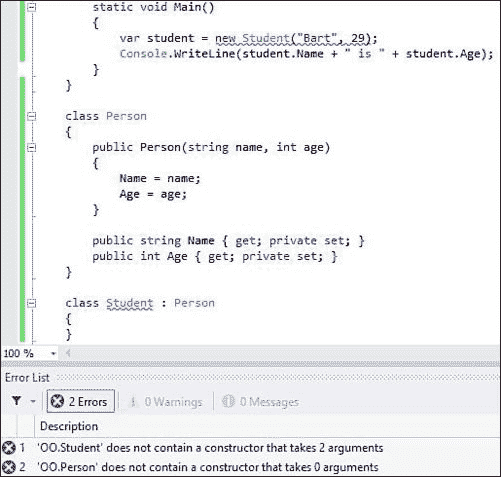 static void Main()
{
var student = new Student("Bart", 29);
Console.WriteLine(student.Name + " is " + student.Age);
}
}
class Person
{
public Person(string name, int age)
{
Name = name;
Age = age;
}
public string Name { get; private set; }
public int Age { get; private set; }
}
class Student : Person
{
}
100 %
Error List
2 Errors
0 Warnings
0 Messages
Description
1 'OO.Student' does not contain a constructor that takes 2 arguments
2 'OO.Person' does not contain a constructor that takes 0 arguments